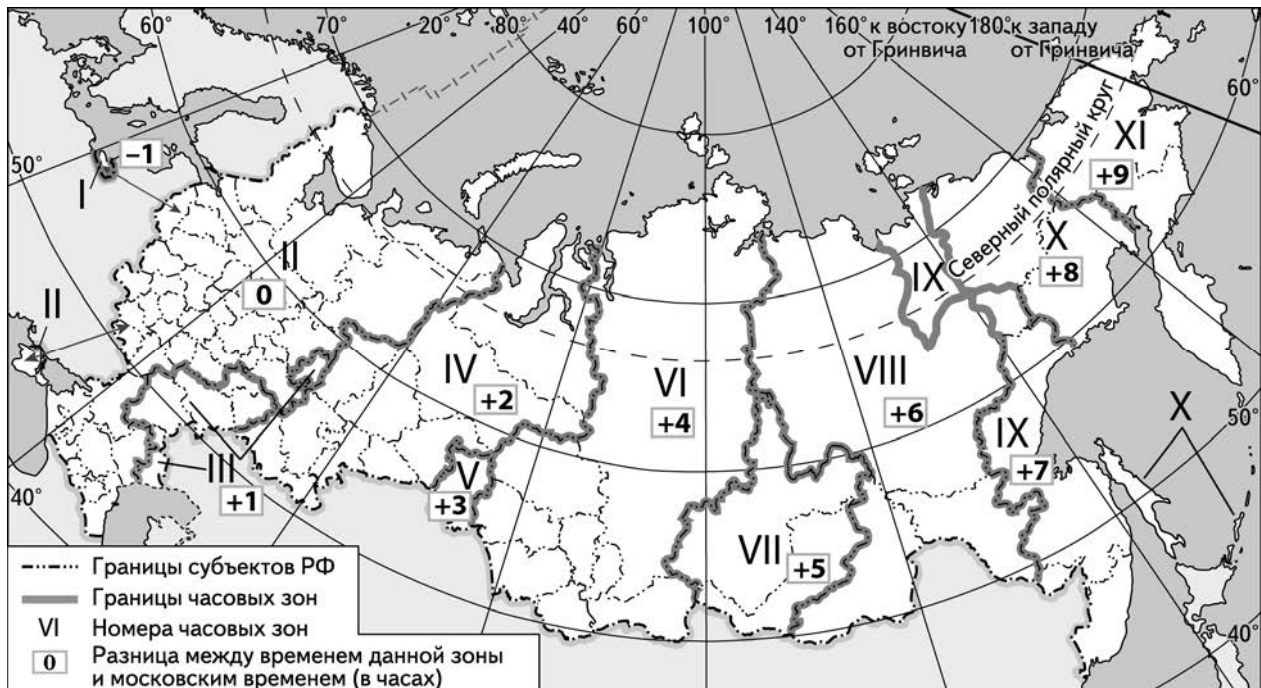 60° 70° 20° 40° 60° 80° 100° 120° 140° 160° к востоку 180° к западу
от Гринвича от Гринвича
60°
50°
Северный полярный круг
–1
I
XI
+9
II
0
X
+8
IX
II
IV
+2
VI
+4
VIII
+6
X
50°
IX
+7
III
+1
V
+3
40°
VII
+5
40°
Границы субъектов РФ
Границы часовых зон
VI Номера часовых зон
0 Разница между временем данной зоны
и московским временем (в часах)